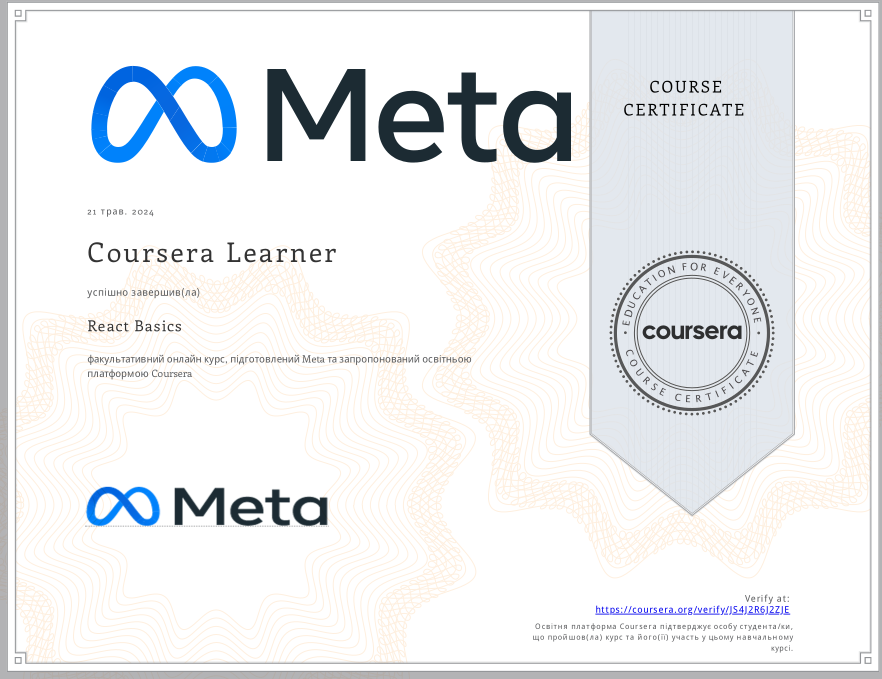 Meta
COURSE
CERTIFICATE
21 трав. 2024
Coursera Learner
успішно завершив(ла)
React Basics
факультативний онлайн курс, підготовлений Meta та запропонований освітньою
платформою Coursera
EDUCATION FOR EVERYONE
coursera
COURSE CERTIFICATE
Meta
Verify at:
https://coursera.org/verify/JS4J2R6J2ZJE
Освітня платформа Coursera підтверджує особу студента/ки,
що пройшов(ла) курс та його(її) участь у цьому навчальному
курсі.